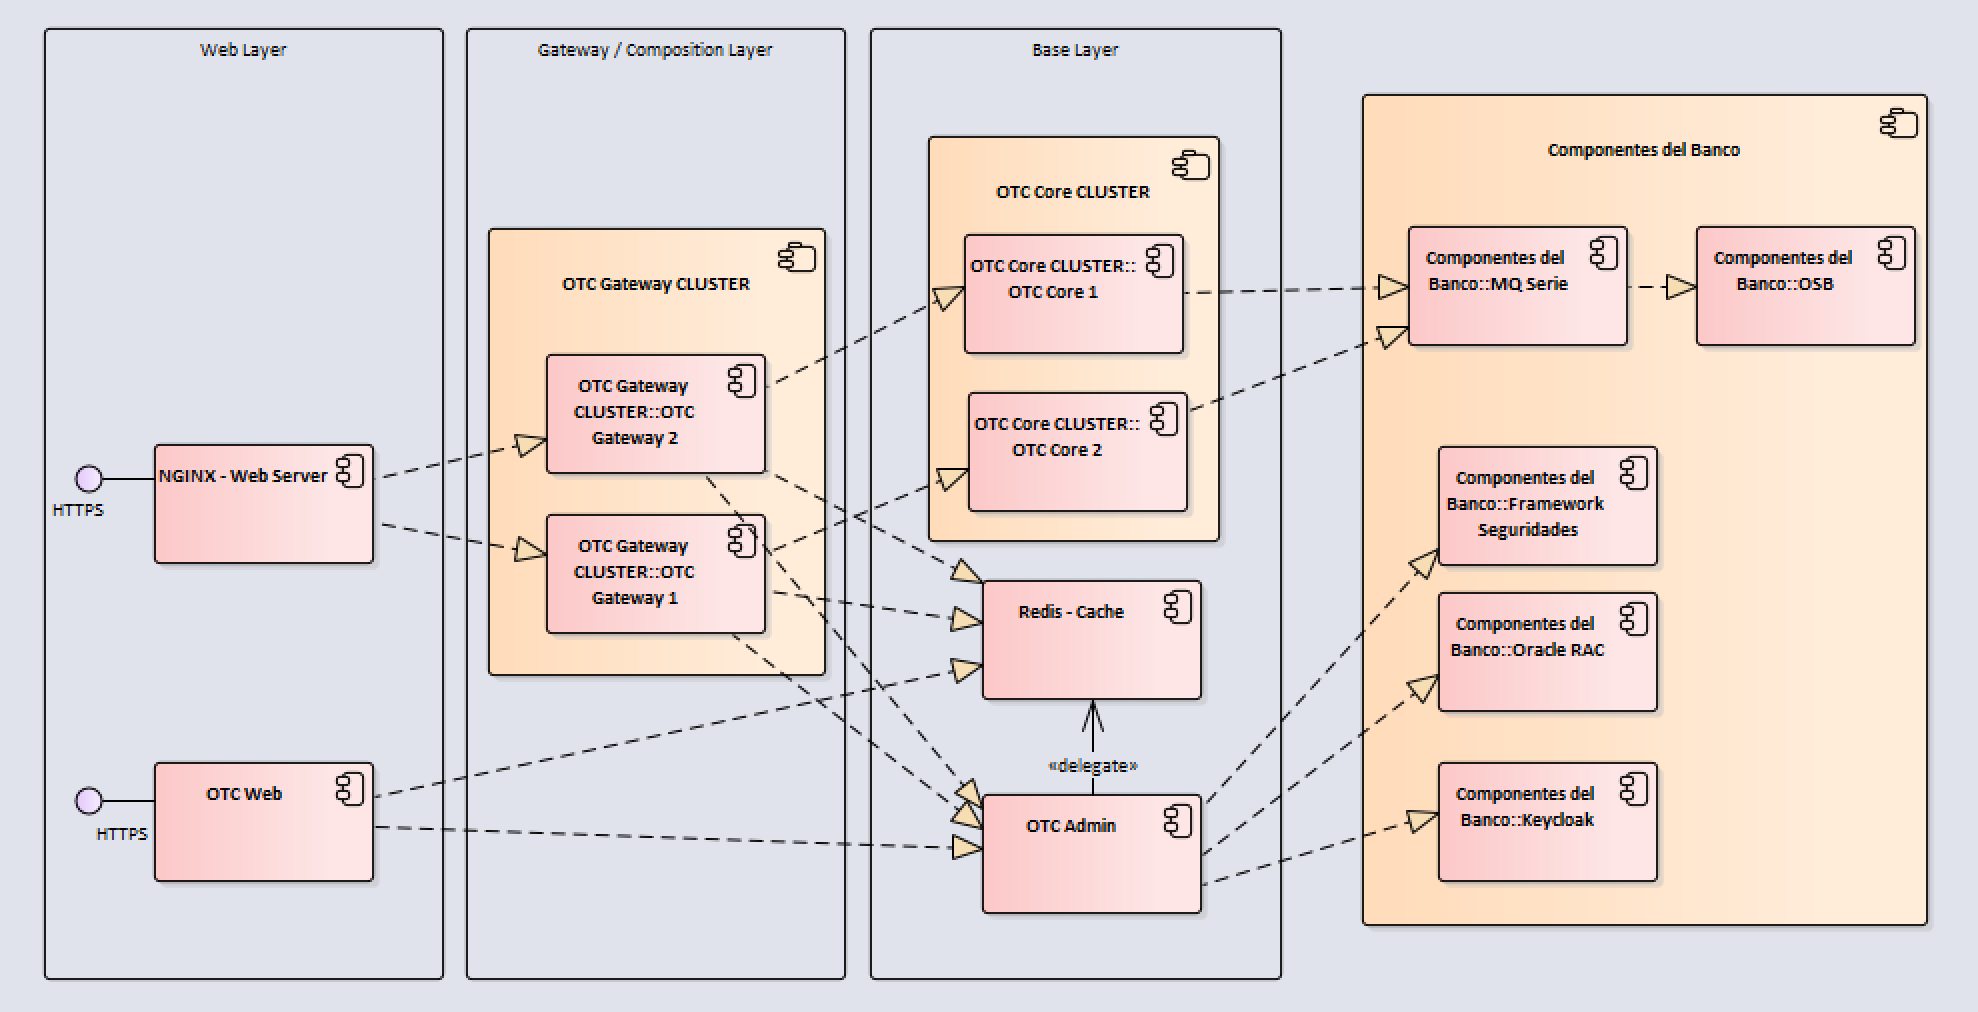 Web Layer
Gateway / Composition Layer
Base Layer
Componentes del Banco
OTC Core CLUSTER
OTC Core CLUSTER::
OTC Core 1
OTC Core CLUSTER::
OTC Core 2
Componentes del
Banco::MQ Serie
Componentes del
Banco::OSB
OTC Gateway CLUSTER
OTC Gateway
CLUSTER::OTC
Gateway 2
OTC Gateway
CLUSTER::OTC
Gateway 1
NGINX - Web Server
HTTPS
Componentes del
Banco::Framework
Seguridades
Redis - Cache
Componentes del
Banco::Oracle RAC
«delegate»
OTC Web
HTTPS
OTC Admin
Componentes del
Banco::Keycloak